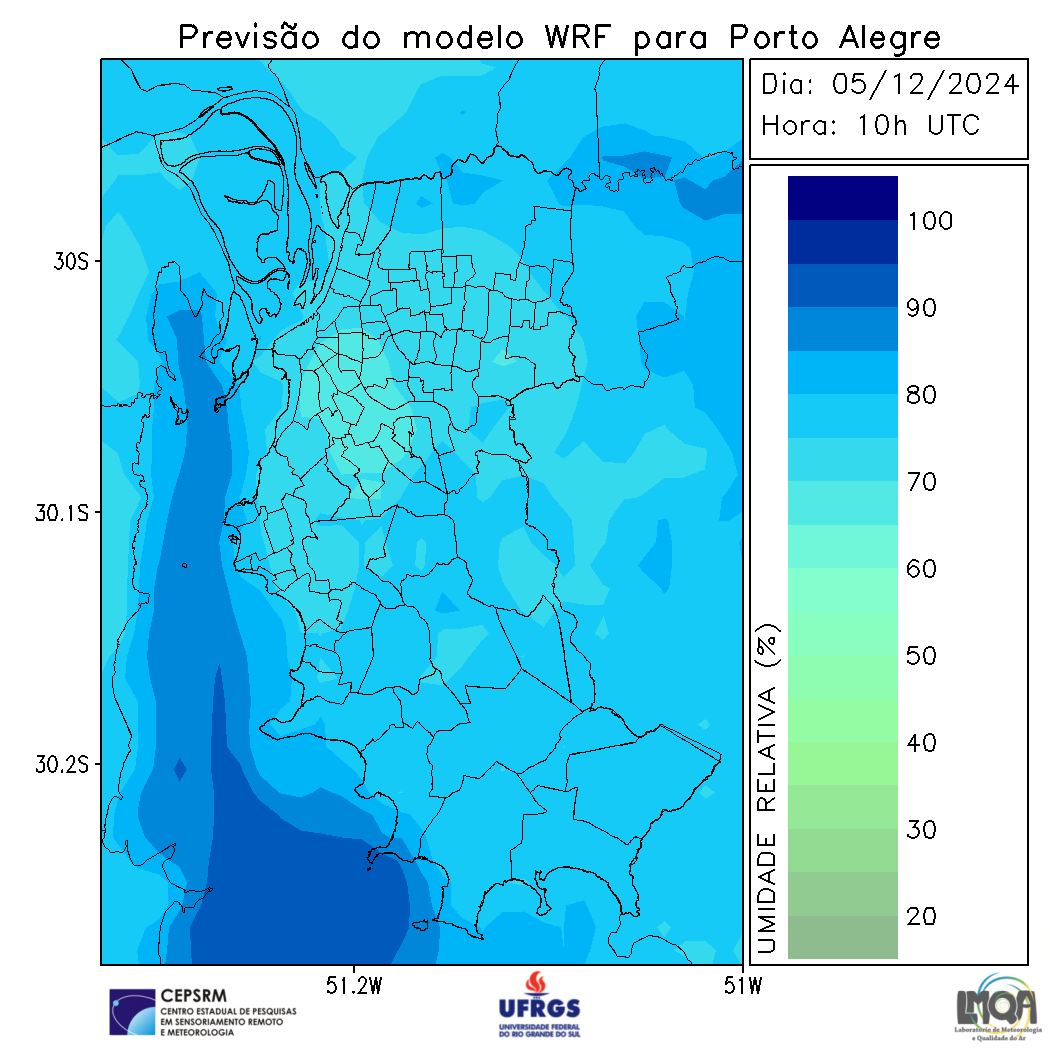 Previsão do modelo WRF para Porto Alegre
Dia: 05/12/2024
Hora: 10h UTC
100
90
80
70
60
50
40
30
20
UMIDADE RELATIVA (%)
30S
30.1S
30.2S
51.2W
51W
CEPSRM
CENTRO ESTADUAL DE PESQUISAS
EM SENSORIAMENTO REMOTO
E METEOROLOGIA
UFRGS
UNIVERSIDADE FEDERAL
DO RIO GRANDE DO SUL
LMQA
Laboratório de Meteorologia
e Qualidade do Ar